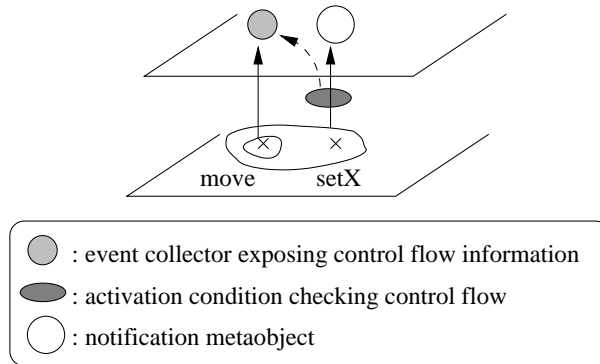 move setX
: event collector exposing control flow information
: activation condition checking control flow
: notification metaobject